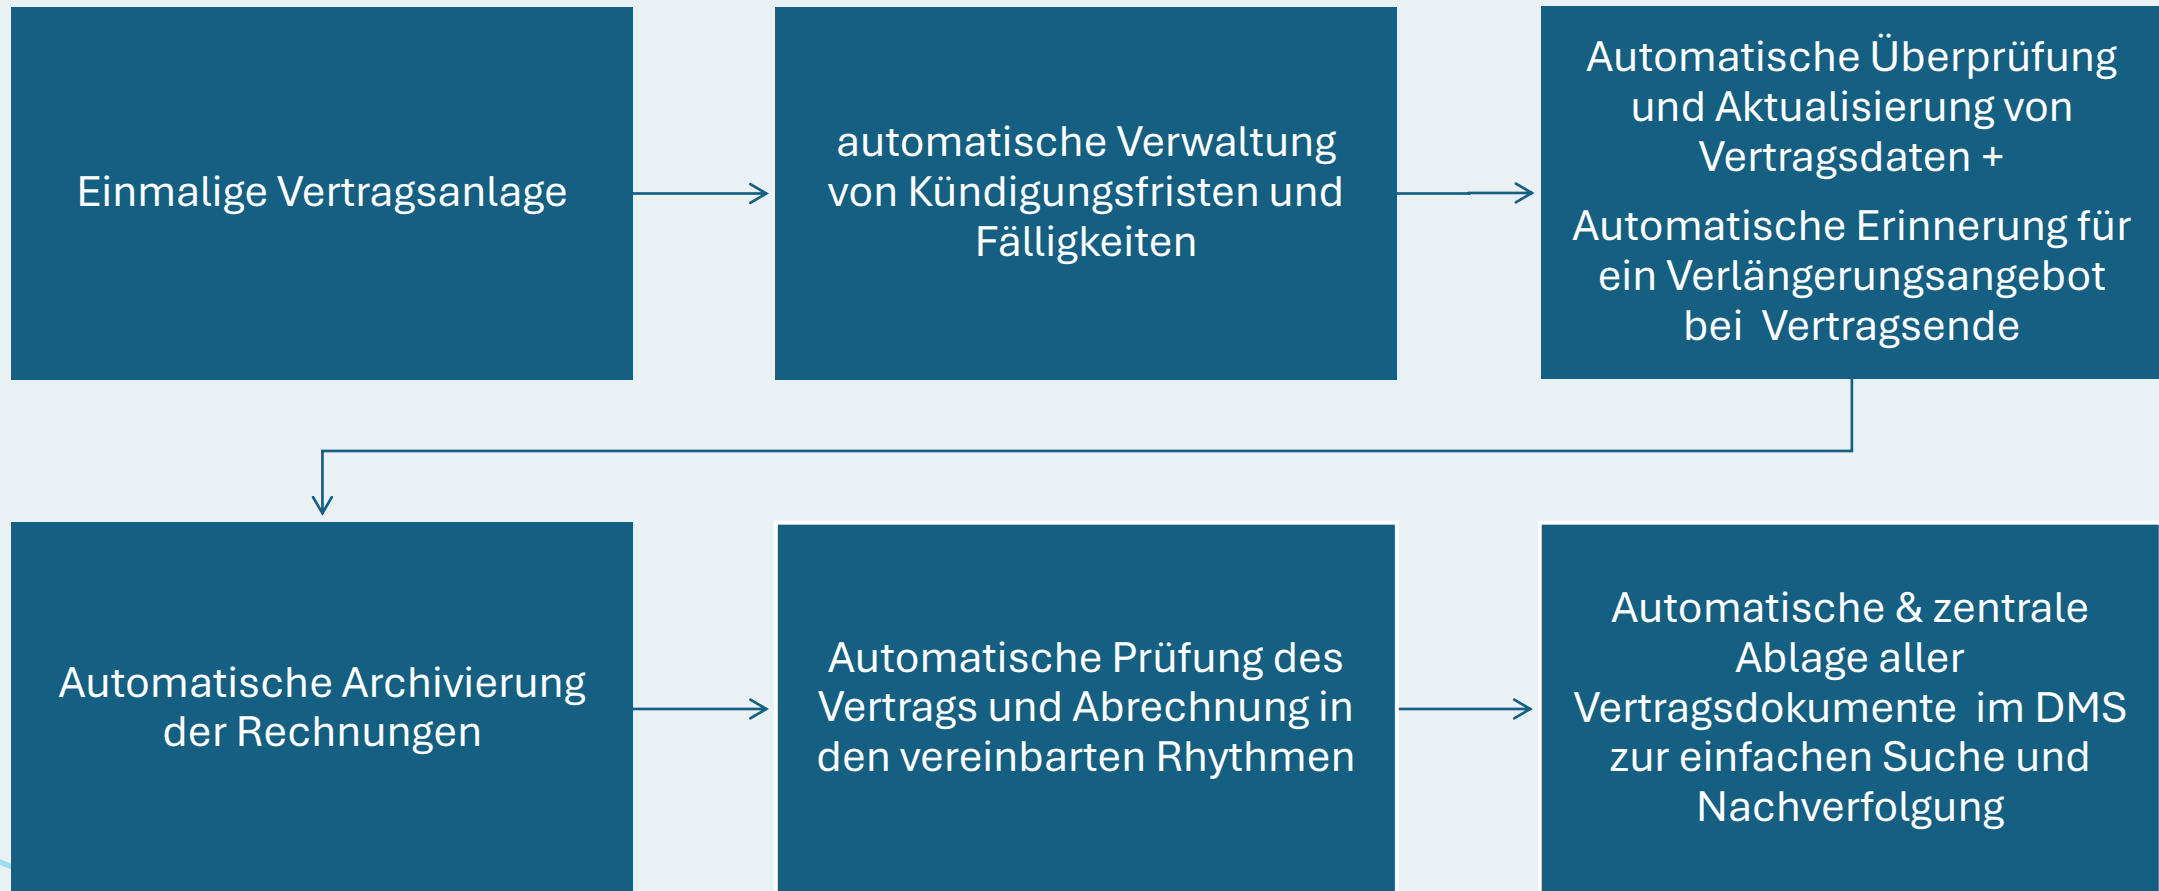 Einmalige Vertragsanlage
automatische Verwaltung
von Kündigungsfristen und
Fälligkeiten
Automatische Überprüfung
und Aktualisierung von
Vertragsdaten +
Automatische Erinnerung für
ein Verlängerungsangebot
bei  Vertragsende
Automatische Archivierung
der Rechnungen
Automatische Prüfung des
Vertrags und Abrechnung in
den vereinbarten Rhythmen
Automatische & zentrale
Ablage aller
Vertragsdokumente  im DMS
zur einfachen Suche und
Nachverfolgung